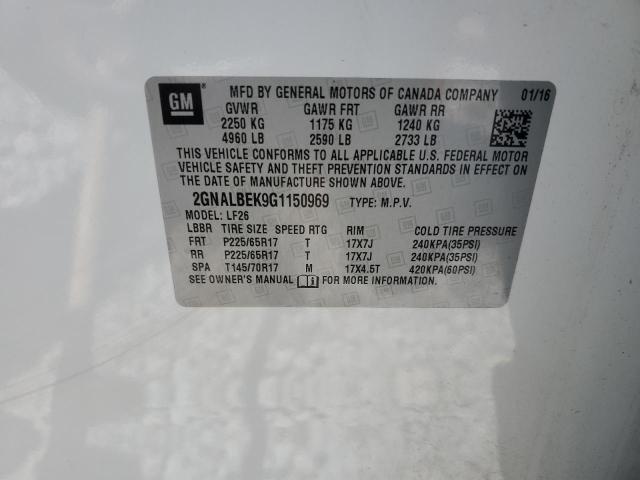 GM
MFD BY GENERAL MOTORS OF CANADA COMPANY 01/16
GVWR GAWR FRT GAWR RR
2250 KG 1175 KG 1240 KG
4960 LB 2590 LB 2733 LB
THIS VEHICLE CONFORMS TO ALL APPLICABLE U.S. FEDERAL MOTOR
VEHICLE SAFETY AND THEFT PREVENTION STANDARDS IN EFFECT ON
THE DATE OF MANUFACTURE SHOWN ABOVE.
2GNALBEK9G1150969 TYPE: M.P.V.
MODEL: LF26
LBBR TIRE SIZE SPEED RTG RIM COLD TIRE PRESSURE
FRT P225/65R17 T 17X7J 240KPA(35PSI)
RR P225/65R17 T 17X7J 240KPA(35PSI)
SPA T145/70R17 M 17X4.5T 420KPA(60PSI)
SEE OWNER'S MANUAL FOR MORE INFORMATION.